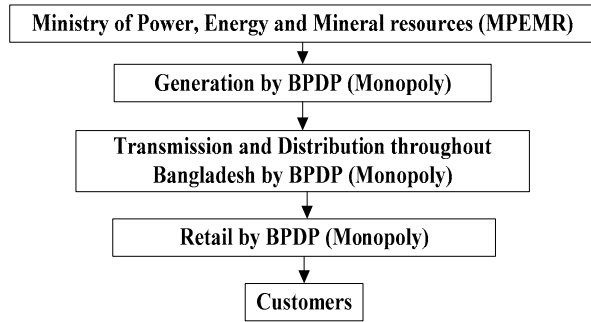 Ministry of Power, Energy and Mineral resources (MPEMR)
Generation by BPDP (Monopoly)
Transmission and Distribution throughout
Bangladesh by BPDP (Monopoly)
Retail by BPDP (Monopoly)
Customers